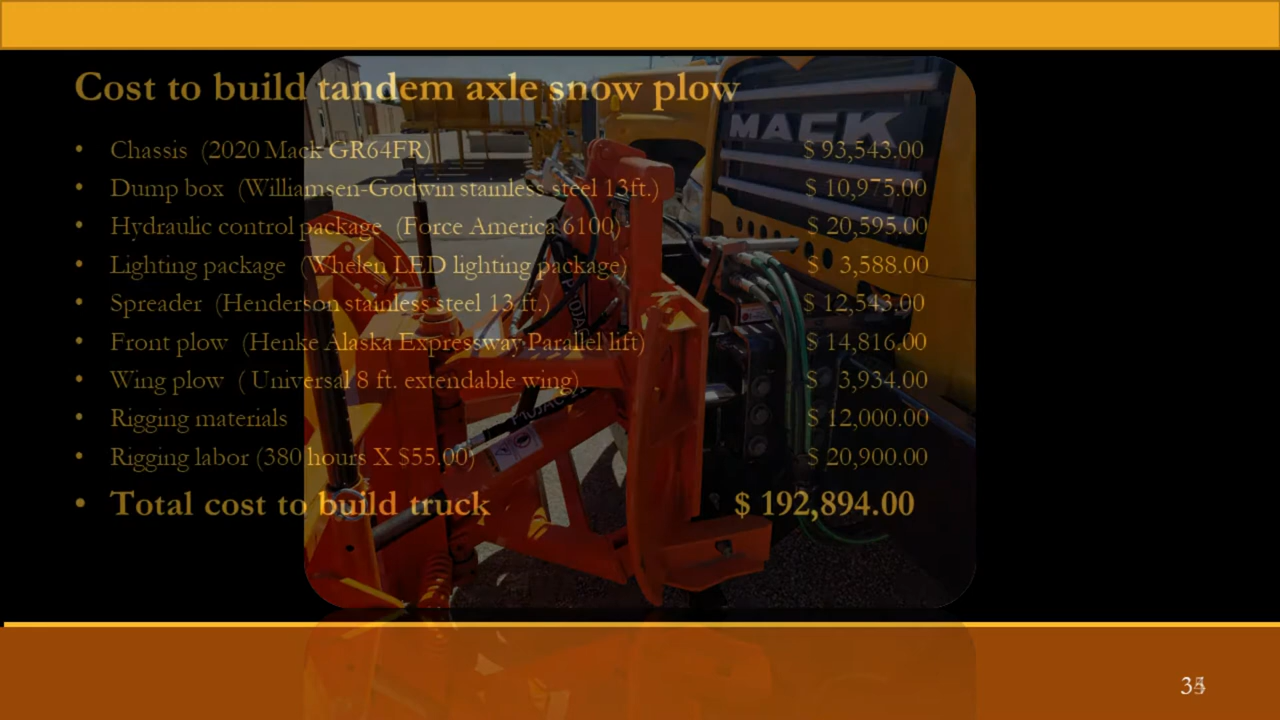 Cost to build tandem axle snow plow
• Chassis (2020 Mack GR64FR) $ 93,543.00
• Dump box (Williamsen-Godwin stainless steel 13ft.) $ 10,975.00
• Hydraulic control package (Force America 6100) $ 20,595.00
• Lighting package (Whelen LED lighting package) $ 3,588.00
• Spreader (Henderson stainless steel 13 ft.) $ 12,543.00
• Front plow (Henke Alaska Expressway Parallel lift) $ 14,816.00
• Wing plow ( Universal 8 ft. extendable wing) $ 3,934.00
• Rigging materials $ 12,000.00
• Rigging labor (380 hours X $55.00) $ 20,900.00
• Total cost to build truck $ 192,894.00
MACK